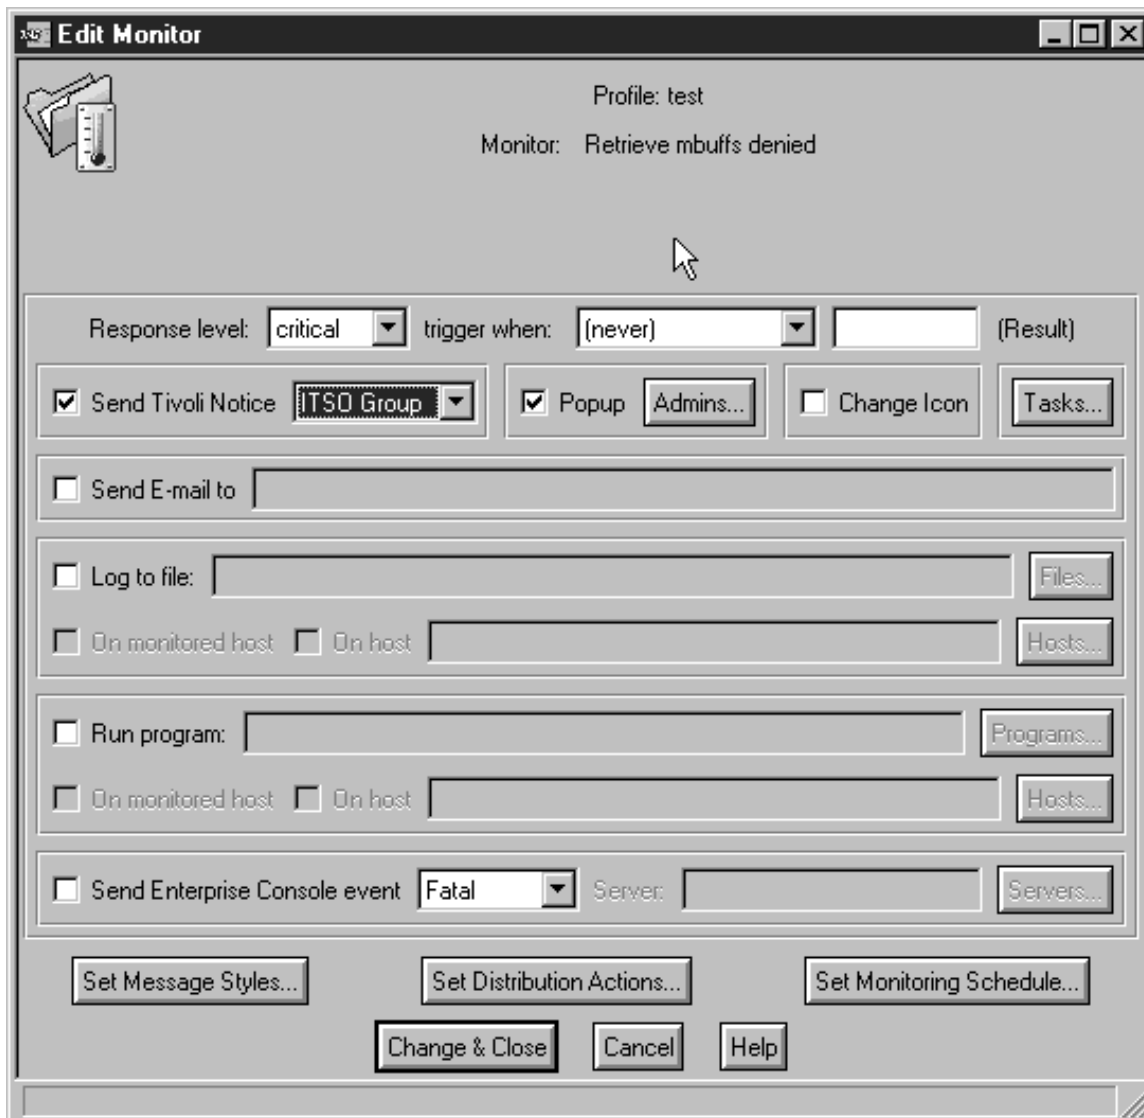 Edit Monitor
Profile: test
Monitor: Retrieve mbuffs denied
Response level: critical trigger when: (never) (Result)
Send Tivoli Notice ITSO Group Popup Admins... Change Icon Tasks...
Send E-mail to
Log to file: Files...
On monitored host On host Hosts...
Run program: Programs...
On monitored host On host Hosts...
Send Enterprise Console event Fatal Server: Servers...
Set Message Styles... Set Distribution Actions... Set Monitoring Schedule...
Change & Close Cancel Help